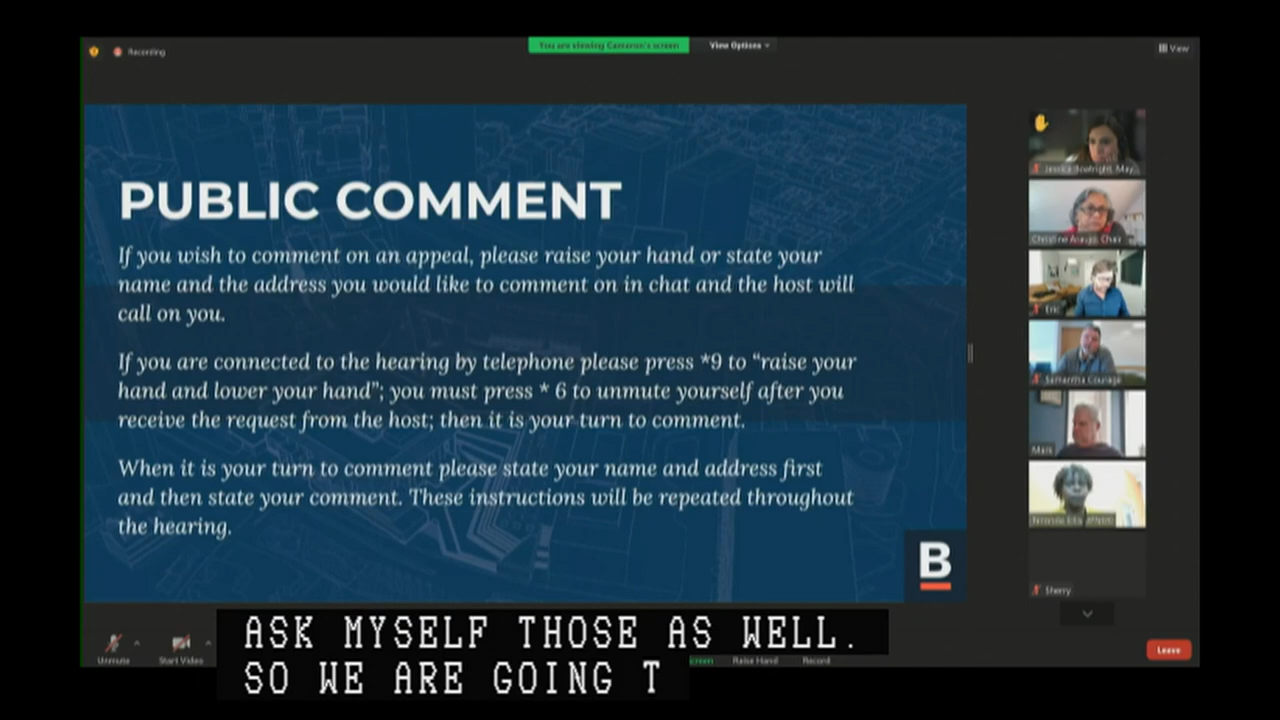 Recording
You are viewing Cameron's screen
View Options
View
PUBLIC COMMENT
If you wish to comment on an appeal, please raise your hand or state your
name and the address you would like to comment on in chat and the host will
call on you.
If you are connected to the hearing by telephone please press *9 to “raise your
hand and lower your hand”; you must press * 6 to unmute yourself after you
receive the request from the host; then it is your turn to comment.
When it is your turn to comment please state your name and address first
and then state your comment. These instructions will be repeated throughout
the hearing.
B
Jessica Boatright, May...
Christine Araujo, Chair
Eric
Samantha Courage
Mark
Sherry
Unmute
Start Video
Raise Hand
Record
Leave
ASK MYSELF THOSE AS WELL.
SO WE ARE GOING T